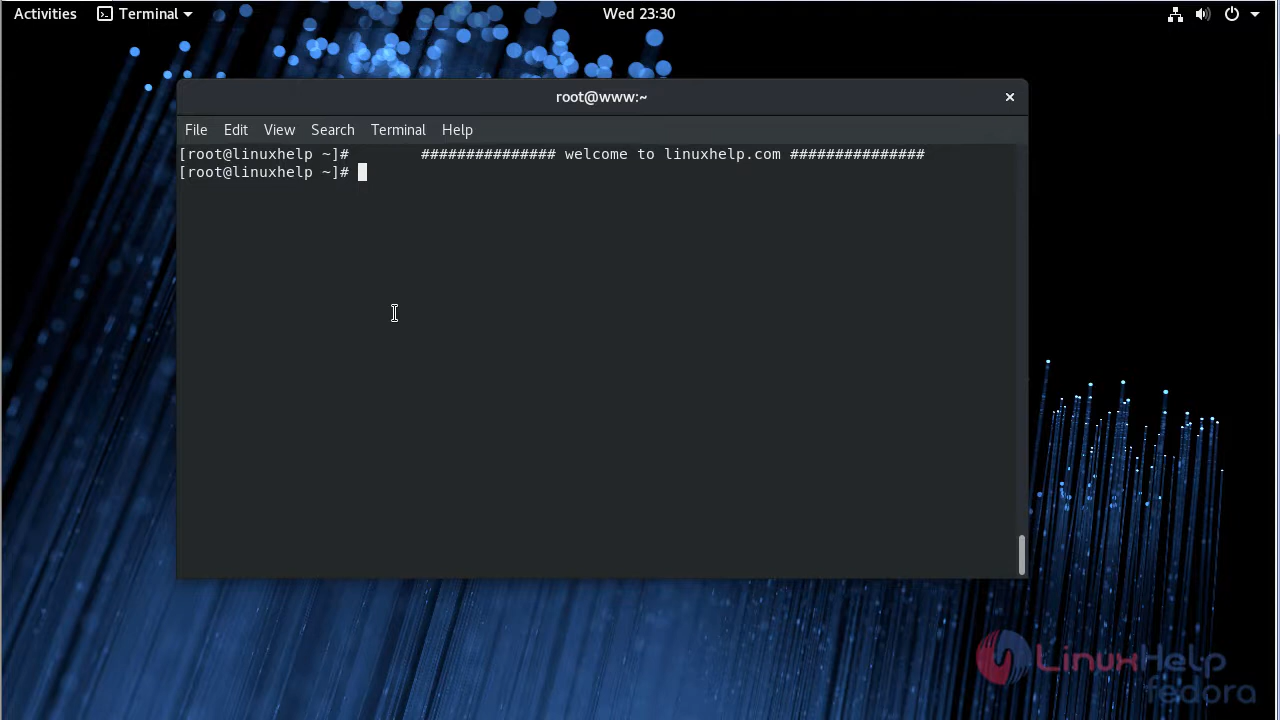 Activities Terminal Wed 23:30
root@www:~
File Edit View Search Terminal Help
[root@linuxhelp ~]#        ############### welcome to linuxhelp.com ###############
[root@linuxhelp ~]#
LinuxHelp
fedora